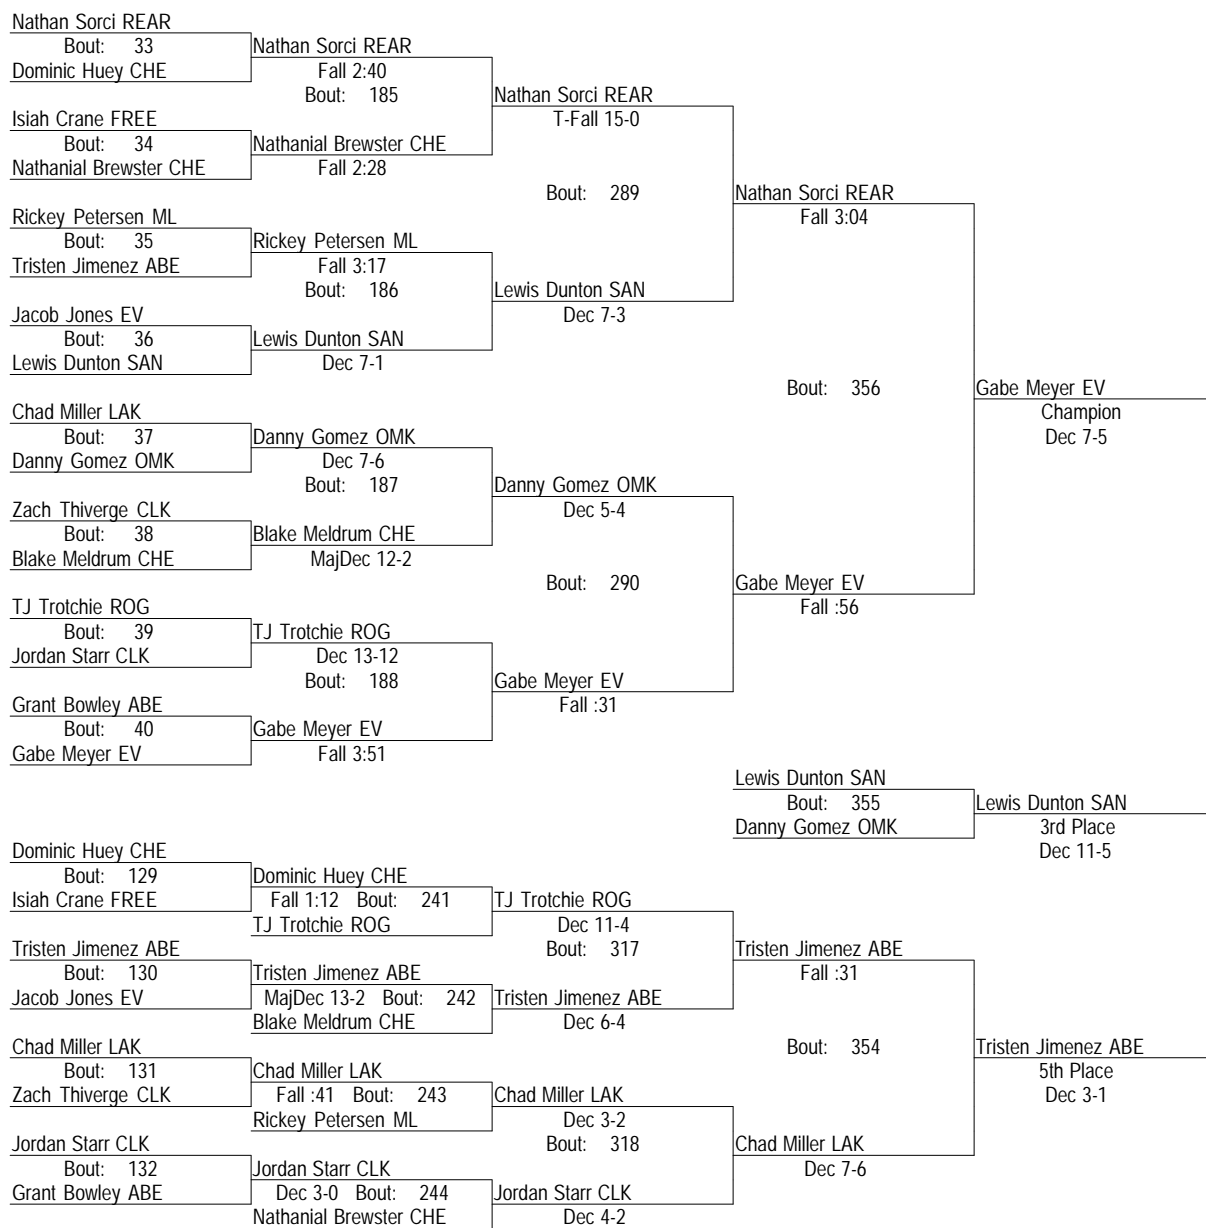 Nathan Sorci REAR
Bout: 33 Nathan Sorci REAR
Dominic Huey CHE Fall 2:40
Bout: 185 Nathan Sorci REAR
Isiah Crane FREE T-Fall 15-0
Bout: 34 Nathanial Brewster CHE
Nathanial Brewster CHE Fall 2:28
Bout: 289 Nathan Sorci REAR
Rickey Petersen ML Fall 3:04
Bout: 35 Rickey Petersen ML
Tristen Jimenez ABE Fall 3:17
Bout: 186 Lewis Dunton SAN
Jacob Jones EV Dec 7-3
Bout: 36 Lewis Dunton SAN
Lewis Dunton SAN Dec 7-1
Bout: 356 Gabe Meyer EV
Chad Miller LAK Champion
Bout: 37 Danny Gomez OMK Dec 7-5
Danny Gomez OMK Dec 7-6
Bout: 187 Danny Gomez OMK
Zach Thiverge CLK Dec 5-4
Bout: 38 Blake Meldrum CHE
Blake Meldrum CHE MajDec 12-2
Bout: 290 Gabe Meyer EV
TJ Trotchie ROG Fall :56
Bout: 39 TJ Trotchie ROG
Jordan Starr CLK Dec 13-12
Bout: 188 Gabe Meyer EV
Grant Bowley ABE Fall :31
Bout: 40 Gabe Meyer EV
Gabe Meyer EV Fall 3:51
Lewis Dunton SAN
Bout: 355 Lewis Dunton SAN
Danny Gomez OMK 3rd Place
Dominic Huey CHE Dec 11-5
Bout: 129 Dominic Huey CHE
Isiah Crane FREE Fall 1:12 Bout: 241 TJ Trotchie ROG
TJ Trotchie ROG Dec 11-4
Tristen Jimenez ABE Bout: 317 Tristen Jimenez ABE
Bout: 130 Tristen Jimenez ABE Fall :31
Jacob Jones EV MajDec 13-2 Bout: 242 Tristen Jimenez ABE
Blake Meldrum CHE Dec 6-4
Chad Miller LAK Bout: 354 Tristen Jimenez ABE
Bout: 131 Chad Miller LAK 5th Place
Zach Thiverge CLK Fall :41 Bout: 243 Chad Miller LAK Dec 3-1
Rickey Petersen ML Dec 3-2
Jordan Starr CLK Bout: 318 Chad Miller LAK
Bout: 132 Jordan Starr CLK Dec 7-6
Grant Bowley ABE Dec 3-0 Bout: 244 Jordan Starr CLK
Nathanial Brewster CHE Dec 4-2